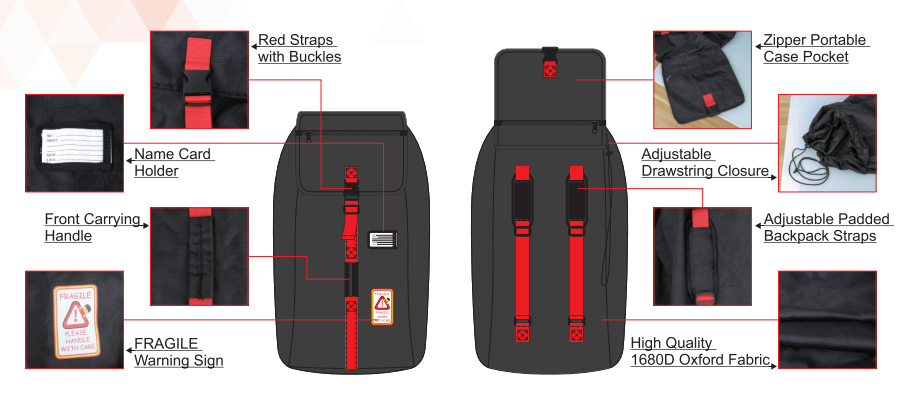 Red Straps
with Buckles
Name Card
Holder
Front Carrying
Handle
FRAGILE
PLEASE,
HANDLE
WITH CARE
FRAGILE
Warning Sign
FRAGILE
Zipper Portable
Case Pocket
Adjustable
Drawstring Closure
Adjustable Padded
Backpack Straps
High Quality
1680D Oxford Fabric